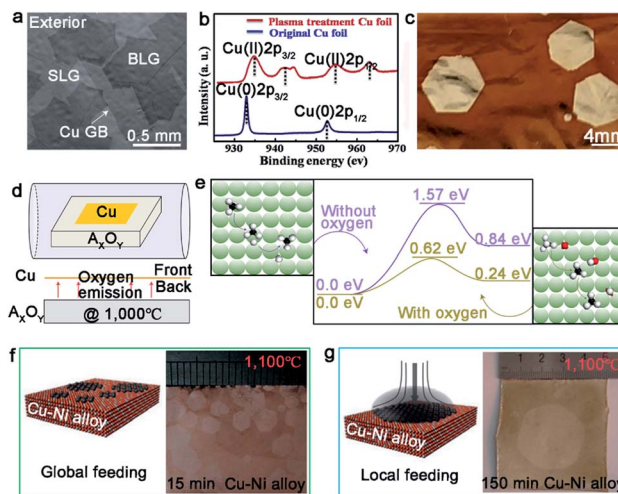 a
Exterior
SLG
BLG
Cu GB
0.5 mm
b
Plasma treatment Cu foil
Original Cu foil
Cu(II)2p3/2
Cu(II)2p1/2
Cu(0)2p3/2
Cu(0)2p1/2
Intensity (a. u.)
930 940 950 960 970
Binding energy (ev)
c
4mm
d
Cu
AXOY
Cu
Oxygen
emission
Front
Back
AXOY
@ 1,000℃
e
Without
oxygen
1.57 eV
0.84 eV
0.62 eV
0.24 eV
0.0 eV
0.0 eV
With oxygen
f
Cu-Ni alloy
Global feeding
1,100℃
15 min Cu-Ni alloy
g
Cu-Ni alloy
Local feeding
1 2 3 4 5
1,100℃
150 min Cu-Ni alloy